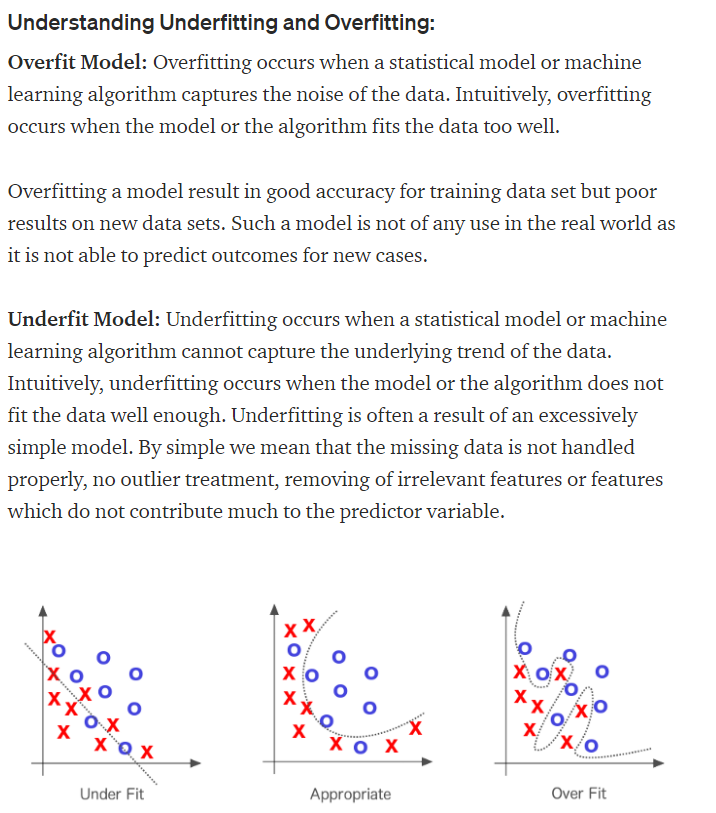 Understanding Underfitting and Overfitting:
Overfit Model: Overfitting occurs when a statistical model or machine
learning algorithm captures the noise of the data. Intuitively, overfitting
occurs when the model or the algorithm fits the data too well.
Overfitting a model result in good accuracy for training data set but poor
results on new data sets. Such a model is not of any use in the real world as
it is not able to predict outcomes for new cases.
Underfit Model: Underfitting occurs when a statistical model or machine
learning algorithm cannot capture the underlying trend of the data.
Intuitively, underfitting occurs when the model or the algorithm does not
fit the data well enough. Underfitting is often a result of an excessively
simple model. By simple we mean that the missing data is not handled
properly, no outlier treatment, removing of irrelevant features or features
which do not contribute much to the predictor variable.
Under Fit
Appropriate
Over Fit